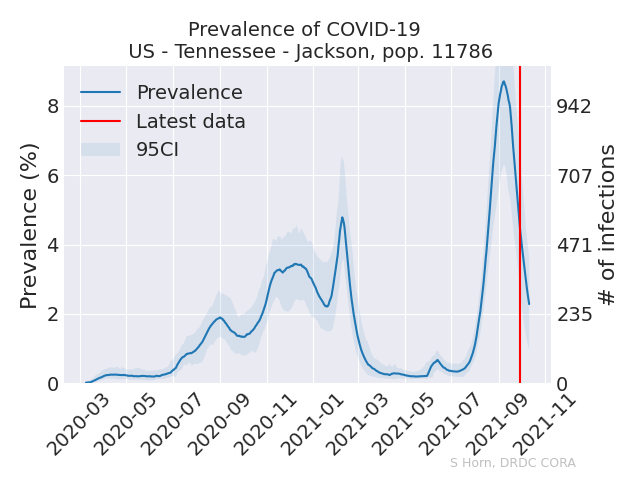 Prevalence of COVID-19
US - Tennessee - Jackson, pop. 11786
Prevalence
Latest data
95CI
Prevalence (%)
8
6
4
2
0
942
707
471
235
0
# of infections
2020-03
2020-05
2020-07
2020-09
2020-11
2021-01
2021-03
2021-05
2021-07
2021-09
2021-11
S Horn, DRDC CORA